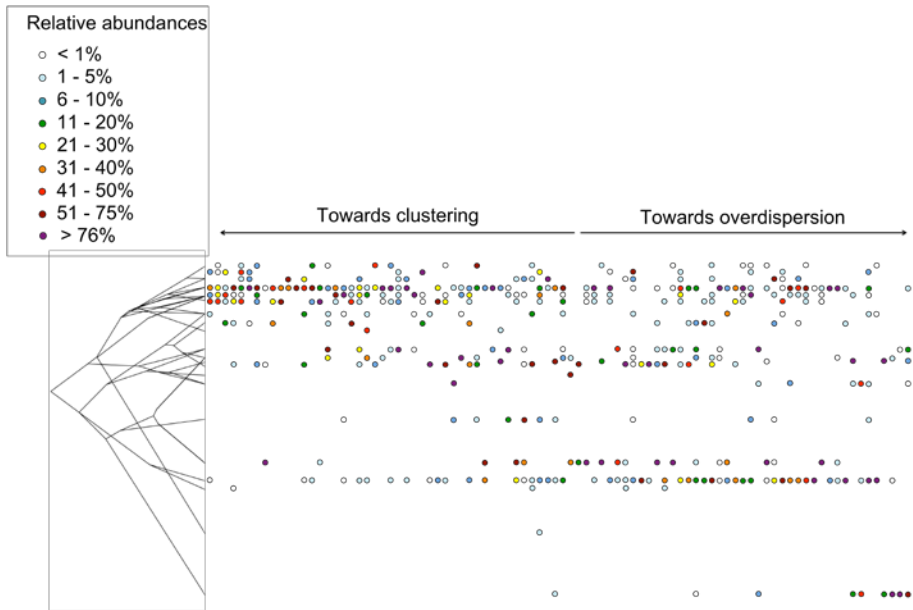 Relative abundances
< 1%
1 - 5%
6 - 10%
11 - 20%
21 - 30%
31 - 40%
41 - 50%
51 - 75%
> 76%
Towards clustering
Towards overdispersion